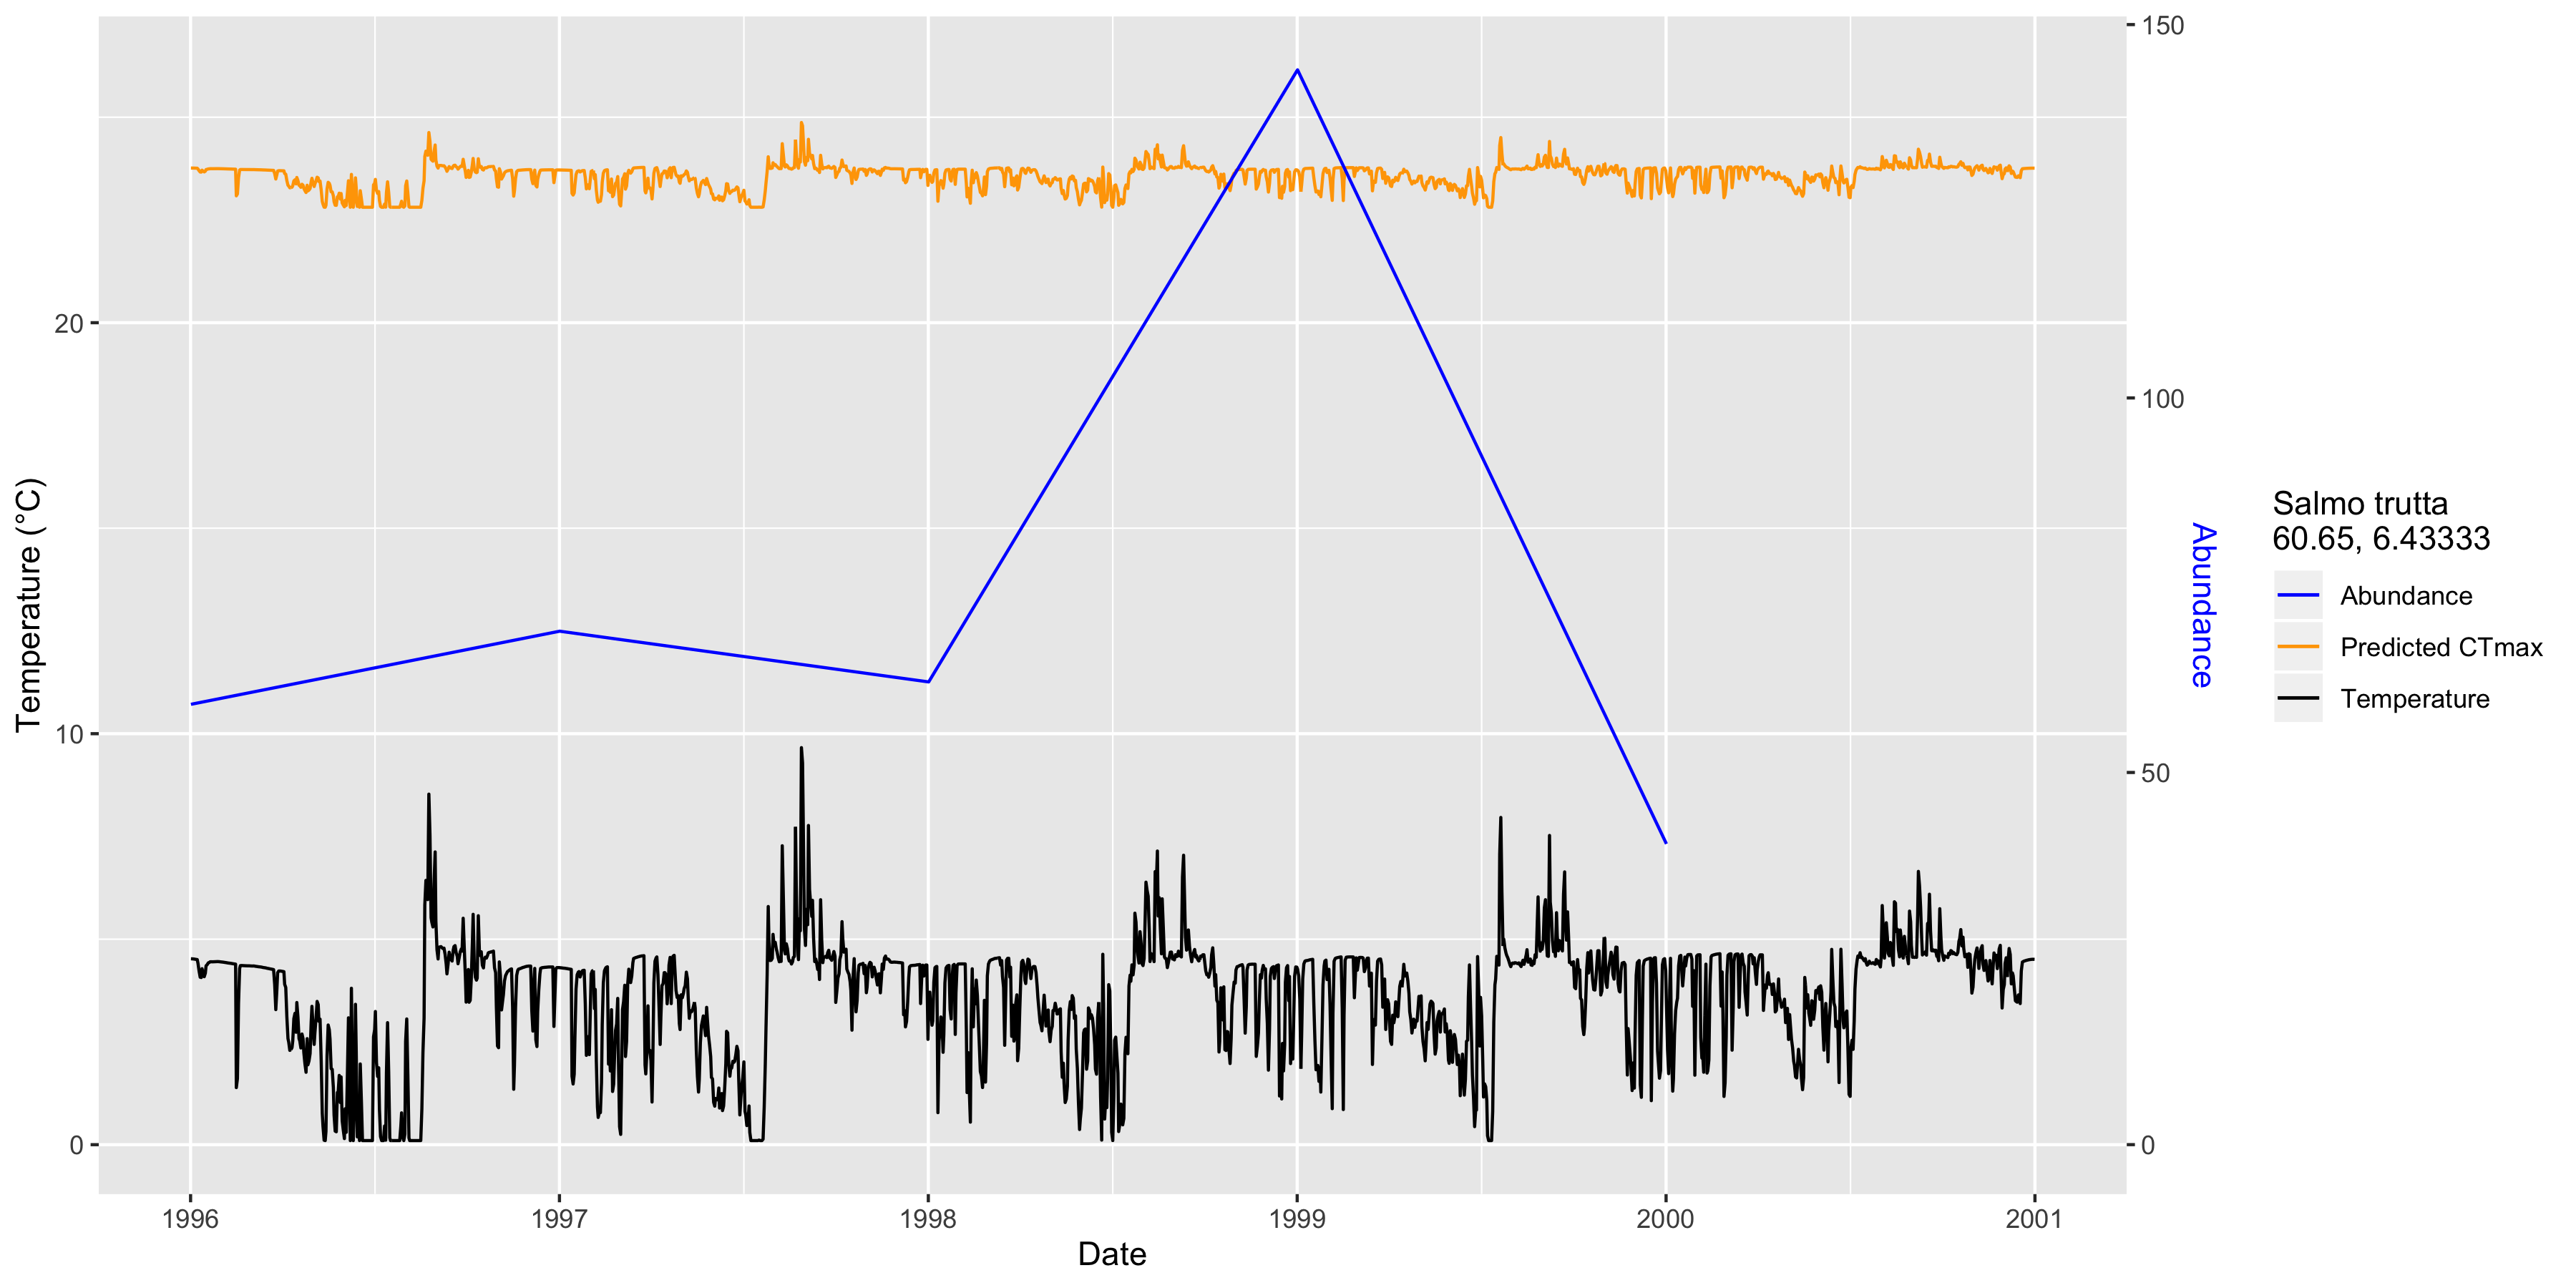 Temperature (°C)
20
10
0
150
100
50
0
Abundance
1996
1997
1998
1999
2000
2001
Date
Salmo trutta
60.65, 6.43333
Abundance
Predicted CTmax
Temperature